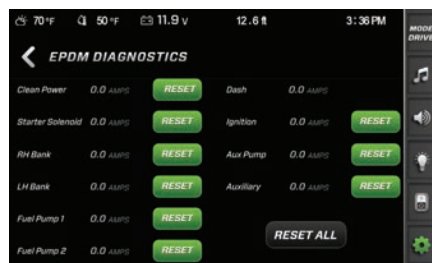 70°F 50°F 11.9 V 12.6 ft 3:36 PM
MODE
DRIVE
EPDM DIAGNOSTICS
Clean Power 0.0 AMPS RESET Dash 0.0 AMPS
Starter Solenoid 0.0 AMPS RESET Ignition 0.0 AMPS RESET
RH Bank 0.0 AMPS RESET Aux Pump 0.0 AMPS RESET
LH Bank 0.0 AMPS RESET Auxiliary 0.0 AMPS RESET
Fuel Pump 1 0.0 AMPS RESET
RESET ALL
Fuel Pump 2 0.0 AMPS RESET